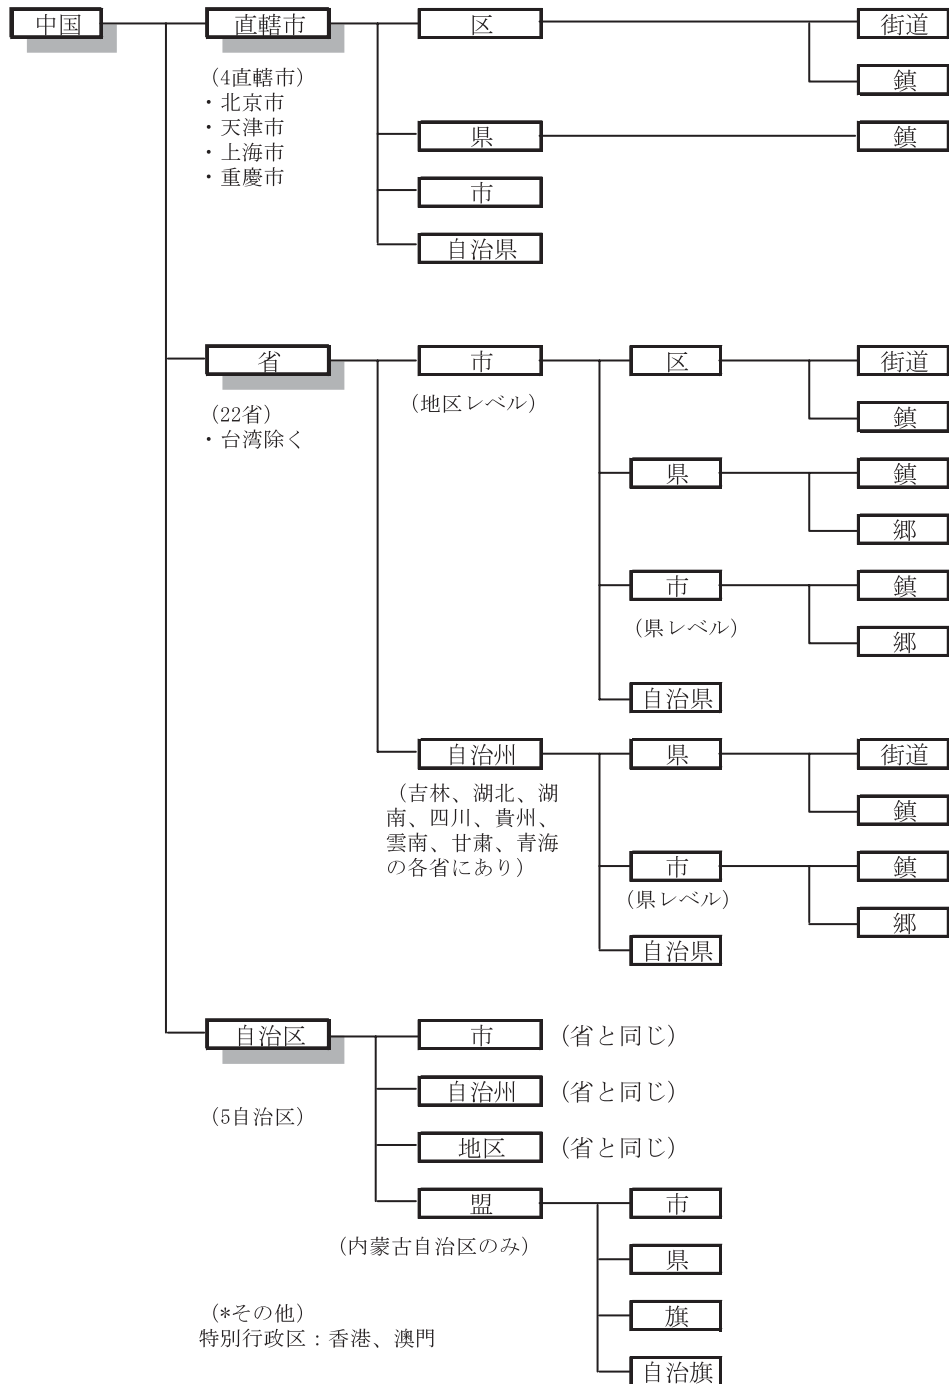 中国
直轄市
区
街道
(4直轄市)
・北京市
・天津市
・上海市
・重慶市
鎮
県
鎮
市
自治県
省
市
区
街道
(地区レベル)
(22省)
・台湾除く
鎮
県
鎮
郷
市
鎮
(県レベル)
郷
自治県
自治州
県
街道
(吉林、湖北、湖
南、四川、貴州、
雲南、甘粛、青海
の各省にあり)
鎮
市
鎮
(県レベル)
郷
自治県
自治区
市
(省と同じ)
(5自治区)
自治州
(省と同じ)
地区
(省と同じ)
盟
市
(内蒙古自治区のみ)
県
(*その他)
特別行政区:香港、澳門
旗
自治旗